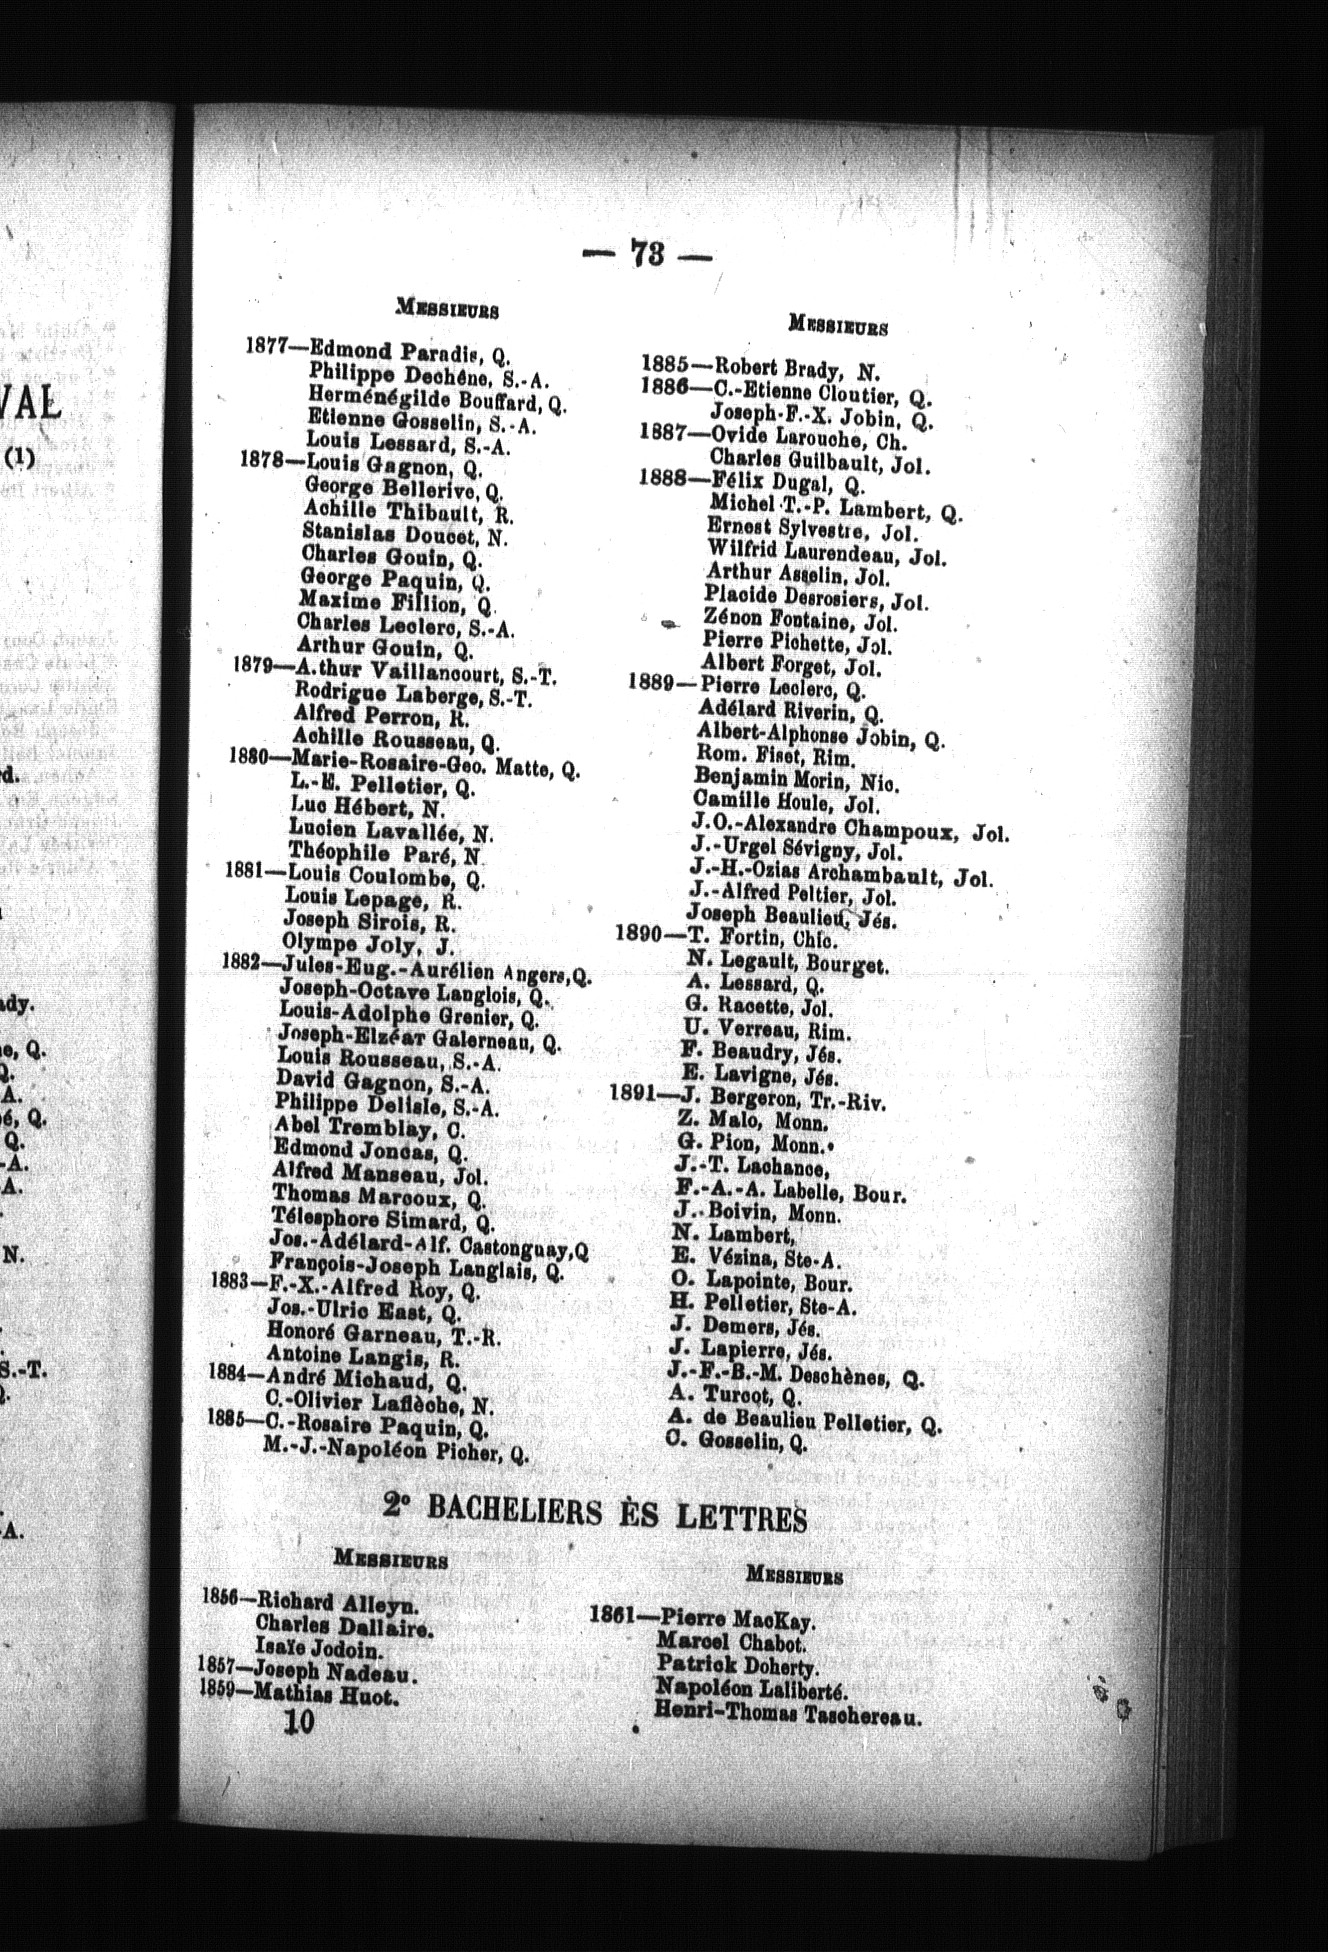 — 73 —
MESSIEURS
1877—Edmond Paradis, Q.
Philippe Dechêne, S.-A.
Herménégilde Bouffard, Q.
Etienne Gosselin, S.-A.
Louis Lessard, S.-A.
1878—Louis Gagnon, Q.
George Bellerive, Q.
Achille Thibault, R.
Stanislas Doucet, N.
Charles Gouin, Q.
George Paquin, Q.
Maxime Fillion, Q
Charles Leclerc, S.-A.
Arthur Gouin, Q.
1879—A.thur Vaillancourt, S.-T.
Rodrigue Laberge, S.-T.
Alfred Perron, R.
Achille Rousseau, Q.
1880—Marie-Rosaire-Geo. Matte, Q.
L.-E. Pelletier, Q.
Luc Hébert, N.
Lucien Lavallée, N.
Théophile Paré, N
1881—Louis Coulombe, Q.
Louis Lepage, R.
Joseph Sirois, R.
Olympe Joly, J.
1882—Jules-Eug.-Aurélien Angers, Q.
Joseph-Octave Langlois, Q.
Louis-Adolphe Grenier, Q.
Joseph-Elzéar Galerneau, Q.
Louis Rousseau, S.-A.
David Gagnon, S.-A.
Philippe Delisle, S.-A.
Abel Tremblay, C.
Edmond Joncas, Q.
Alfred Manseau, Jol.
Thomas Marcoux, Q.
Télesphore Simard, Q.
Jos.-Adélard-Alf. Castonguay, Q
François-Joseph Langlais, Q.
1883—F.-X.-Alfred Roy, Q.
Jos.-Ulric East, Q.
Honoré Garneau, T.-R.
Antoine Langis, R.
1884—André Michaud, Q.
C.-Olivier Laflèche, N.
1885—C.-Rosaire Paquin, Q.
M.-J.-Napoléon Picher, Q.
MESSIEURS
1885—Robert Brady, N.
1886—C.-Etienne Cloutier, Q.
Joseph-F.-X. Jobin, Q.
1887—Ovide Larouche, Ch.
Charles Guilbault, Jol.
1888—Félix Dugal, Q.
Michel T.-P. Lambert, Q.
Ernest Sylvestre, Jol.
Wilfrid Laurendeau, Jol.
Arthur Asselin, Jol.
Placide Desrosiers, Jol.
Zénon Fontaine, Jol.
Pierre Pichette, Jol.
Albert Forget, Jol.
1889—Pierre Leclerc, Q.
Adélard Riverin, Q.
Albert-Alphonse Jobin, Q.
Rom. Fiset, Rim.
Benjamin Morin, Nic.
Camille Houle, Jol.
J.O.-Alexandre Champoux, Jol.
J.-Urgel Sévigny, Jol.
J.-H.-Ozias Archambault, Jol.
J.-Alfred Peltier, Jol.
Joseph Beaulieu, Jés.
1890—T. Fortin, Chic.
N. Legault, Bourget.
A. Lessard, Q.
G. Racette, Jol.
U. Verreau, Rim.
F. Beaudry, Jés.
E. Lavigne, Jés.
1891—J. Bergeron, Tr.-Riv.
Z. Malo, Monn.
G. Pion, Monn.
J.-T. Lachance,
F.-A.-A. Labelle, Bour.
J. Boivin, Monn.
N. Lambert,
E. Vézina, Ste-A.
O. Lapointe, Bour.
H. Pelletier, Ste-A.
J. Demers, Jés.
J. Lapierre, Jés.
J.-F.-B.-M. Deschènes, Q.
A. Turcot, Q.
A. de Beaulieu Pelletier, Q.
C. Gosselin, Q.
2° BACHELIERS ÈS LETTRES
MESSIEURS
1856—Richard Alleyn.
Charles Dallaire.
Isaïe Jodoin.
1857—Joseph Nadeau.
1859—Mathias Huot.
MESSIEURS
1861—Pierre MacKay.
Marcel Chabot.
Patrick Doherty.
Napoléon Laliberté.
Henri-Thomas Taschereau.
10